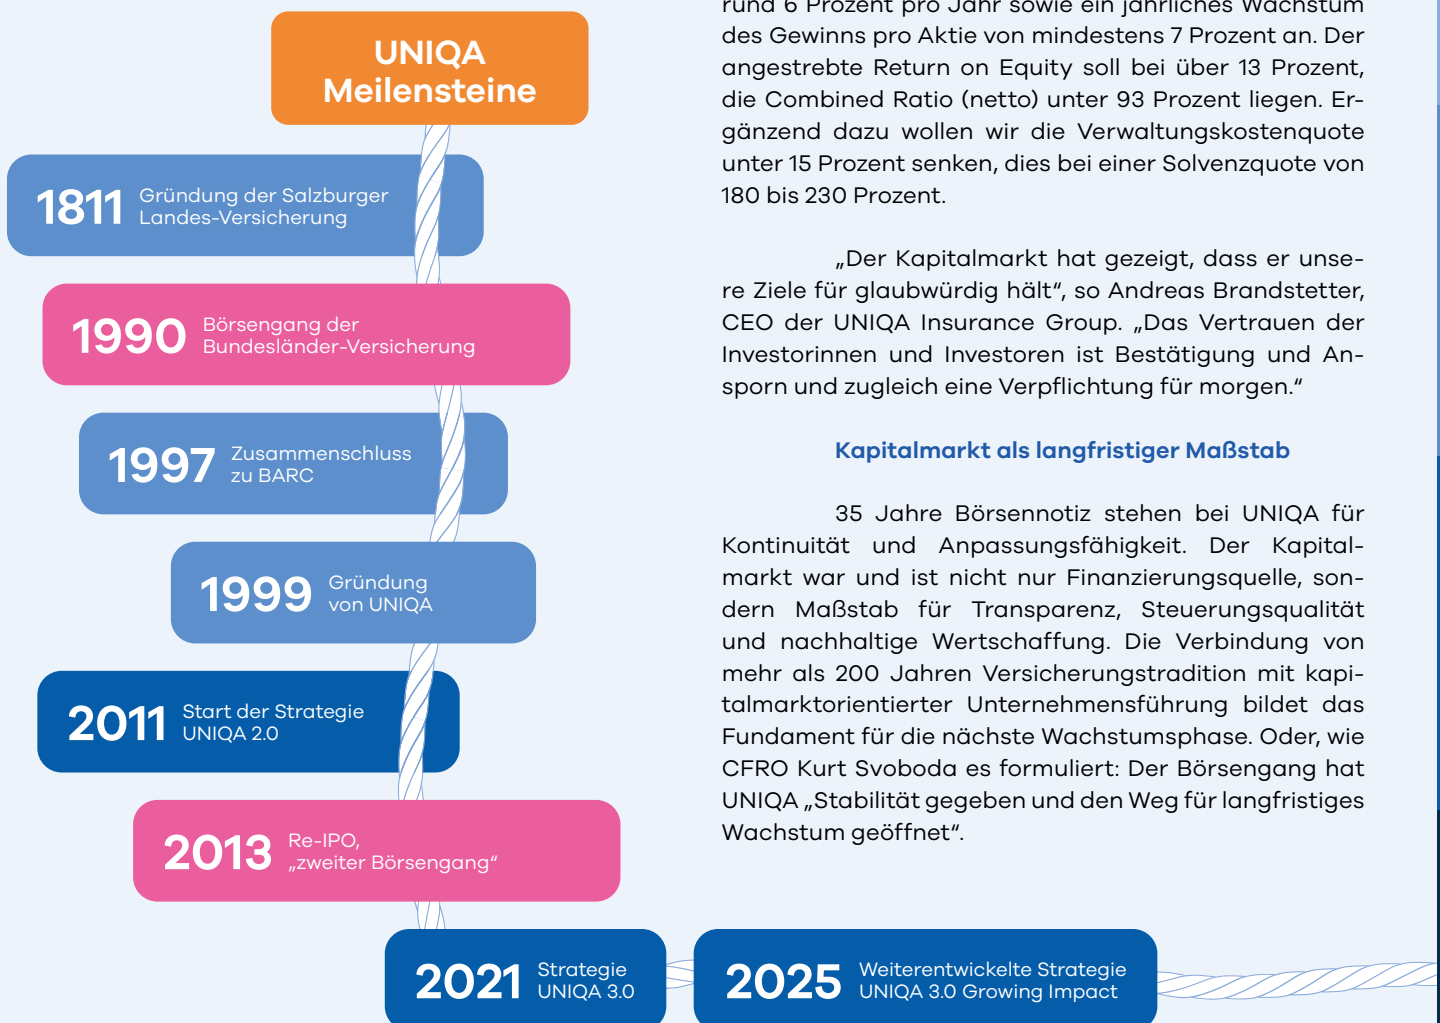 UNIQA
Meilensteine
1811 Gründung der Salzburger
Landes-Versicherung
1990 Börsengang der
Bundesländer-Versicherung
1997 Zusammenschluss
zu BARC
1999 Gründung
von UNIQA
2011 Start der Strategie
UNIQA 2.0
2013 Re-IPO,
„zweiter Börsengang“
2021 Strategie
UNIQA 3.0
2025 Weiterentwickelte Strategie
UNIQA 3.0 Growing Impact
rund 6 Prozent pro Jahr sowie ein jährliches Wachstum
des Gewinns pro Aktie von mindestens 7 Prozent an. Der
angestrebte Return on Equity soll bei über 13 Prozent,
die Combined Ratio (netto) unter 93 Prozent liegen. Er-
gänzend dazu wollen wir die Verwaltungskostenquote
unter 15 Prozent senken, dies bei einer Solvenzquote von
180 bis 230 Prozent.
„Der Kapitalmarkt hat gezeigt, dass er unse-
re Ziele für glaubwürdig hält“, so Andreas Brandstetter,
CEO der UNIQA Insurance Group. „Das Vertrauen der
Investorinnen und Investoren ist Bestätigung und An-
sporn und zugleich eine Verpflichtung für morgen.“
Kapitalmarkt als langfristiger Maßstab
35 Jahre Börsennotiz stehen bei UNIQA für
Kontinuität und Anpassungsfähigkeit. Der Kapital-
markt war und ist nicht nur Finanzierungsquelle, son-
dern Maßstab für Transparenz, Steuerungsqualität
und nachhaltige Wertschaffung. Die Verbindung von
mehr als 200 Jahren Versicherungstradition mit kapi-
talmarktorientierter Unternehmensführung bildet das
Fundament für die nächste Wachstumsphase. Oder, wie
CFRO Kurt Svoboda es formuliert: Der Börsengang hat
UNIQA „Stabilität gegeben und den Weg für langfristiges
Wachstum geöffnet“.